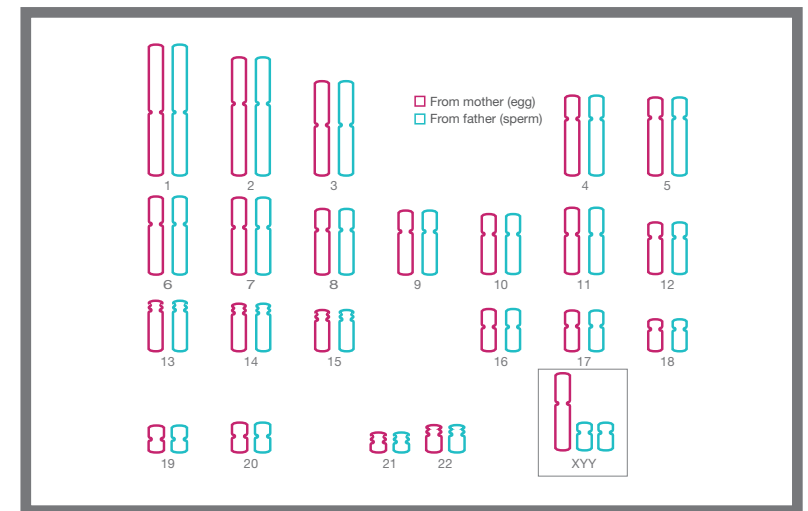 From mother (egg)
From father (sperm)
1 2 3 4 5
6 7 8 9 10 11 12
13 14 15 16 17 18
19 20 21 22 XYY